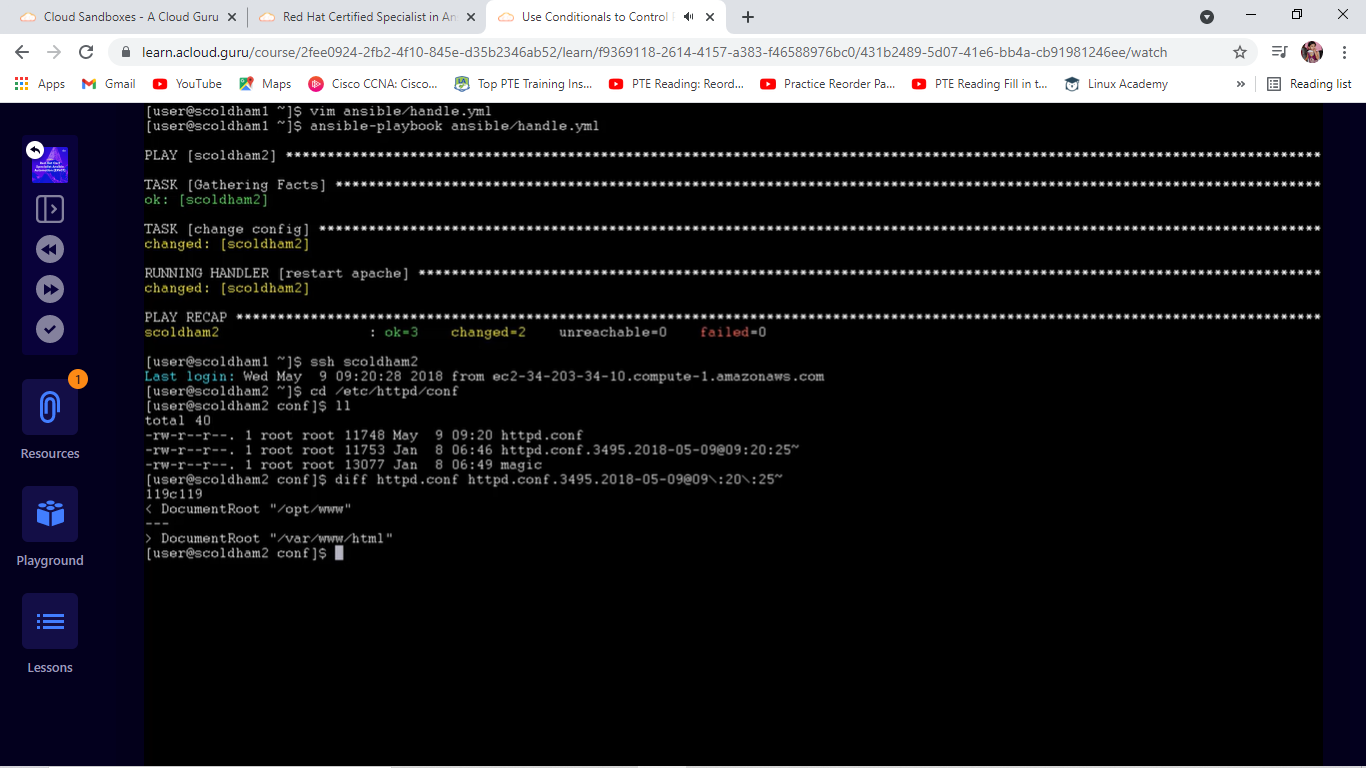 Cloud Sandboxes - A Cloud Guru
Red Hat Certified Specialist in An
Use Conditionals to Control
learn.acloud.guru/course/2fee0924-2fb2-4f10-845e-d35b2346ab52/learn/f9369118-2614-4157-a383-f46588976bc0/431b2489-5d07-41e6-bb4a-cb91981246ee/watch
Apps Gmail YouTube Maps Cisco CCNA: Cisco... Top PTE Training Ins... PTE Reading: Reord... Practice Reorder Pa... PTE Reading Fill in t... Linux Academy » Reading list
[user@scoldham1 ~]$ vim ansible/handle.yml
[user@scoldham1 ~]$ ansible-playbook ansible/handle.yml
PLAY [scoldham2] ******************************************************************************************************************************
TASK [Gathering Facts] ************************************************************************************************************************
ok: [scoldham2]
TASK [change config] **************************************************************************************************************************
changed: [scoldham2]
RUNNING HANDLER [restart apache] **************************************************************************************************************
changed: [scoldham2]
PLAY RECAP ************************************************************************************************************************************
scoldham2 : ok=3 changed=2 unreachable=0 failed=0
[user@scoldham1 ~]$ ssh scoldham2
Last login: Wed May 9 09:20:28 2018 from ec2-34-203-34-10.compute-1.amazonaws.com
[user@scoldham2 ~]$ cd /etc/httpd/conf
[user@scoldham2 conf]$ ll
total 40
-rw-r--r--. 1 root root 11748 May 9 09:20 httpd.conf
-rw-r--r--. 1 root root 11753 Jan 8 06:46 httpd.conf.3495.2018-05-09@09:20:25~
-rw-r--r--. 1 root root 13077 Jan 8 06:49 magic
[user@scoldham2 conf]$ diff httpd.conf httpd.conf.3495.2018-05-09@09\:20\:25~
119c119
< DocumentRoot "/opt/www"
---
> DocumentRoot "/var/www/html"
[user@scoldham2 conf]$
1
Resources
Playground
Lessons